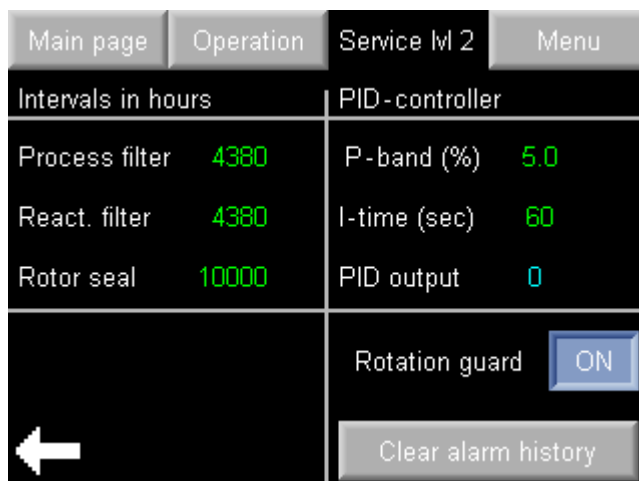 Main page Operation Service lvl 2 Menu
Intervals in hours PID-controller
Process filter 4380 P-band (%) 5.0
React. filter 4380 I-time (sec) 60
Rotor seal 10000 PID output 0
Rotation guard ON
Clear alarm history